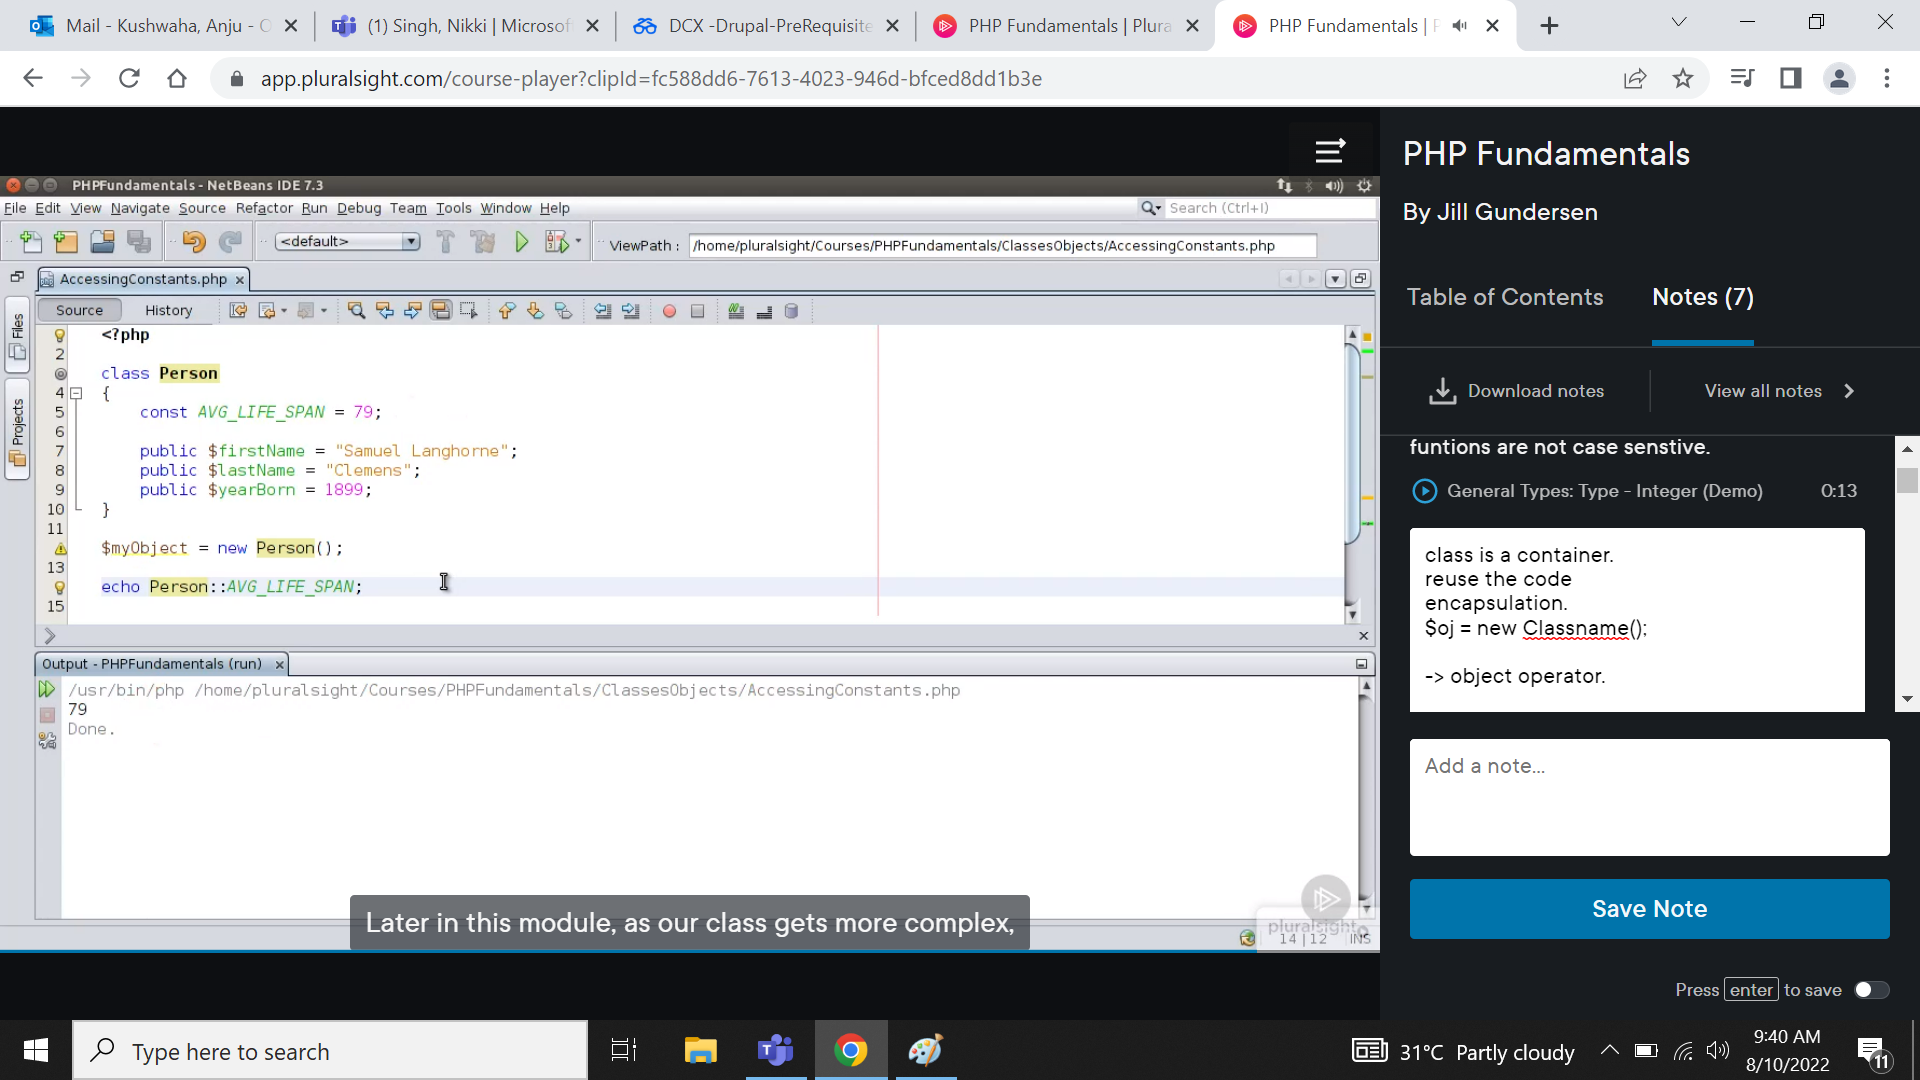 Mail - Kushwaha, Anju - O
(1) Singh, Nikki | Microsof
DCX -Drupal-PreRequisite
PHP Fundamentals | Plura
PHP Fundamentals | P
app.pluralsight.com/course-player?clipId=fc588dd6-7613-4023-946d-bfced8dd1b3e
PHPFundamentals - NetBeans IDE 7.3
File Edit View Navigate Source Refactor Run Debug Team Tools Window Help
Search (Ctrl+I)
<default>
ViewPath :
/home/pluralsight/Courses/PHPFundamentals/ClassesObjects/AccessingConstants.php
AccessingConstants.php
Source History
Files
Projects
<?php
2
class Person
4 {
5 const AVG_LIFE_SPAN = 79;
6
7 public $firstName = "Samuel Langhorne";
8 public $lastName = "Clemens";
9 public $yearBorn = 1899;
10 }
11
$myObject = new Person();
13
echo Person::AVG_LIFE_SPAN;
15
Output - PHPFundamentals (run)
/usr/bin/php /home/pluralsight/Courses/PHPFundamentals/ClassesObjects/AccessingConstants.php
79
Done.
Later in this module, as our class gets more complex,
pluralsight
14 | 12 INS
PHP Fundamentals
By Jill Gundersen
Table of Contents
Notes (7)
Download notes
View all notes
funtions are not case senstive.
General Types: Type - Integer (Demo) 0:13
class is a container.
reuse the code
encapsulation.
$oj = new Classname();
-> object operator.
Add a note...
Save Note
Press enter to save
Type here to search
31°C Partly cloudy
9:40 AM
8/10/2022
11